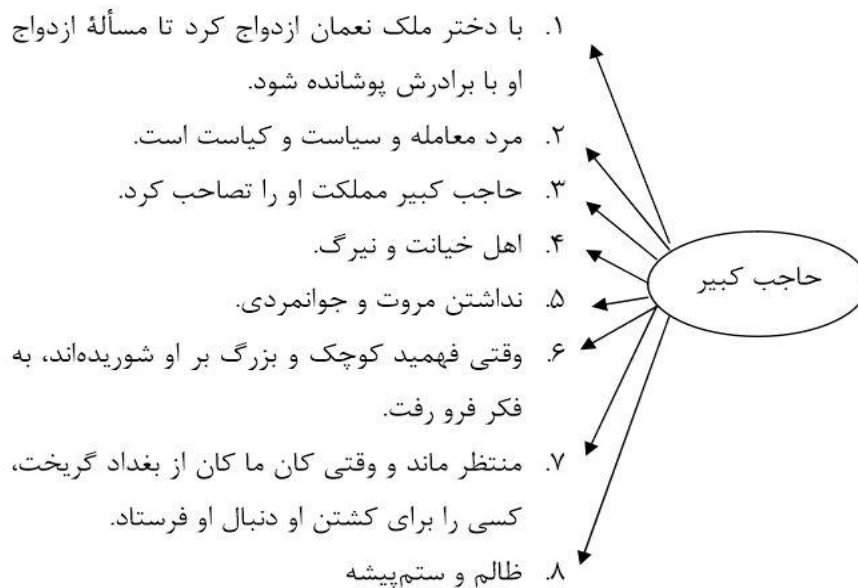 ۱. با دختر ملک نعمان ازدواج کرد تا مسألهٔ ازدواج
او با برادرش پوشانده شود.
۲. مرد معامله و سیاست و کیاست است.
۳. حاجب کبیر مملکت او را تصاحب کرد.
۴. اهل خیانت و نیرگ.
۵. نداشتن مروت و جوانمردی.
۶. وقتی فهمید کوچک و بزرگ بر او شوریده‌اند، به
فکر فرو رفت.
۷. منتظر ماند و وقتی کان ما کان از بغداد گریخت،
کسی را برای کشتن او دنبال او فرستاد.
۸. ظالم و ستم‌پیشه
حاجب کبیر